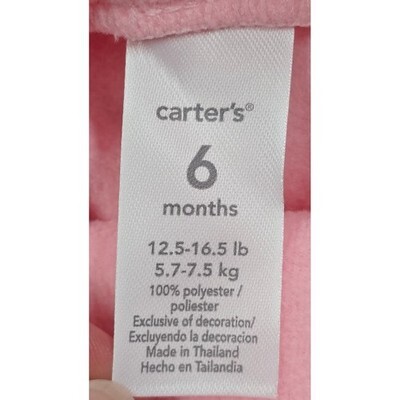 carter's®
6
months
12.5-16.5 lb
5.7-7.5 kg
100% polyester /
poliester
Exclusive of decoration/
Excluyendo la decoracion
Made in Thailand
Hecho en Tailandia